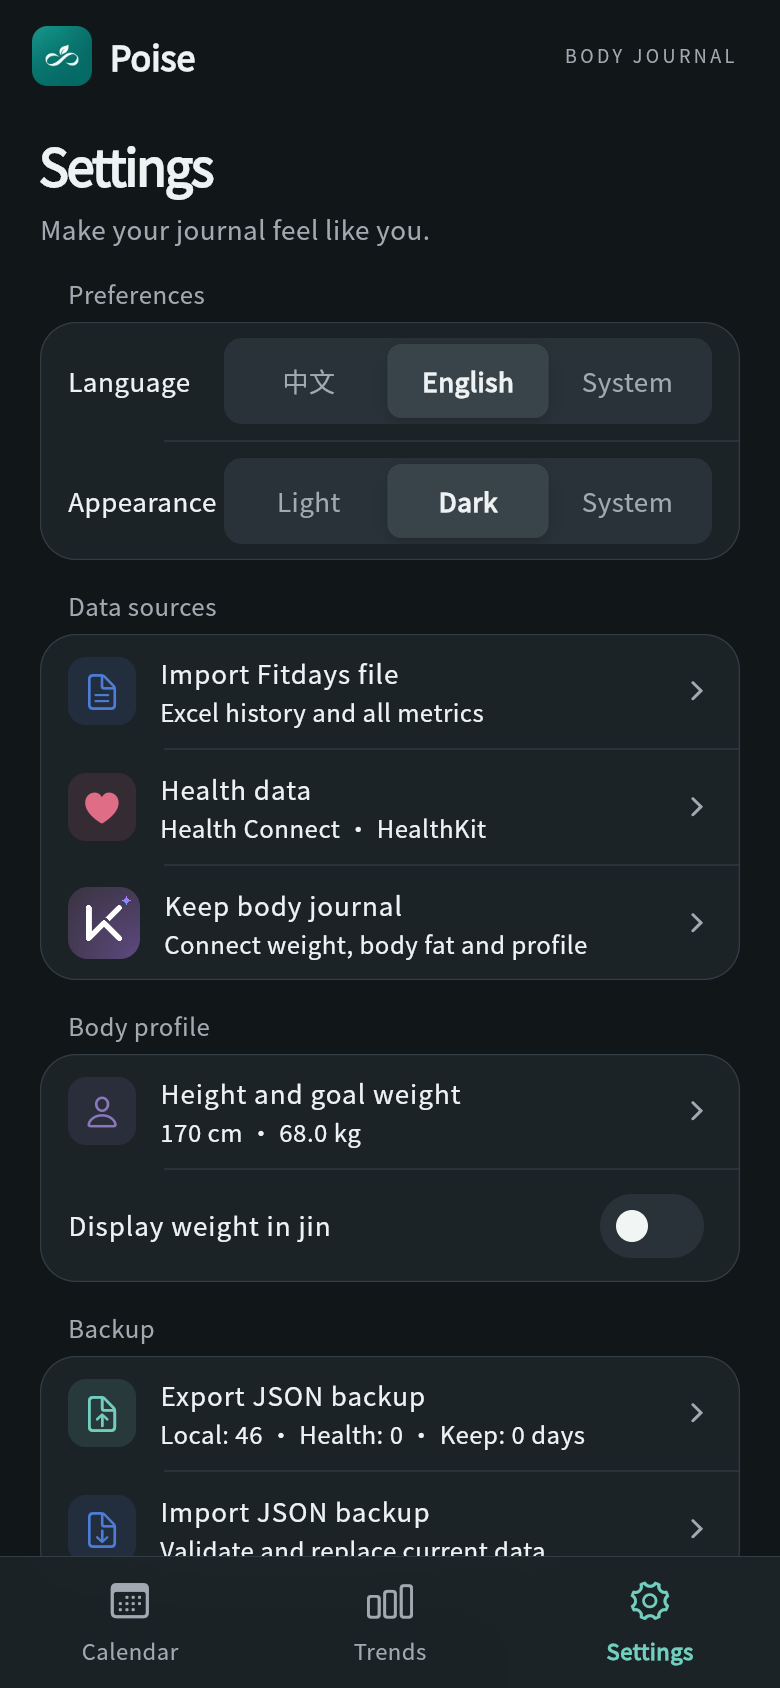 Poise
BODY JOURNAL
Settings
Make your journal feel like you.
Preferences
Language
中文
English
System
Appearance
Light
Dark
System
Data sources
Import Fitdays file
Excel history and all metrics
Health data
Health Connect • HealthKit
Keep body journal
Connect weight, body fat and profile
Body profile
Height and goal weight
170 cm • 68.0 kg
Display weight in jin
Backup
Export JSON backup
Local: 46 • Health: 0 • Keep: 0 days
Import JSON backup
Validate and replace current data
Calendar
Trends
Settings